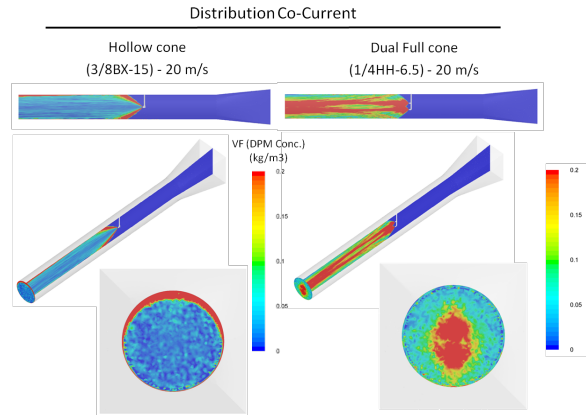 Distribution Co-Current
Hollow cone
(3/8BX-15) - 20 m/s
Dual Full cone
(1/4HH-6.5) - 20 m/s
VF (DPM Conc.)
(kg/m3)
0.2
0.15
0.1
0.05
0
0.2
0.15
0.1
0.05
0